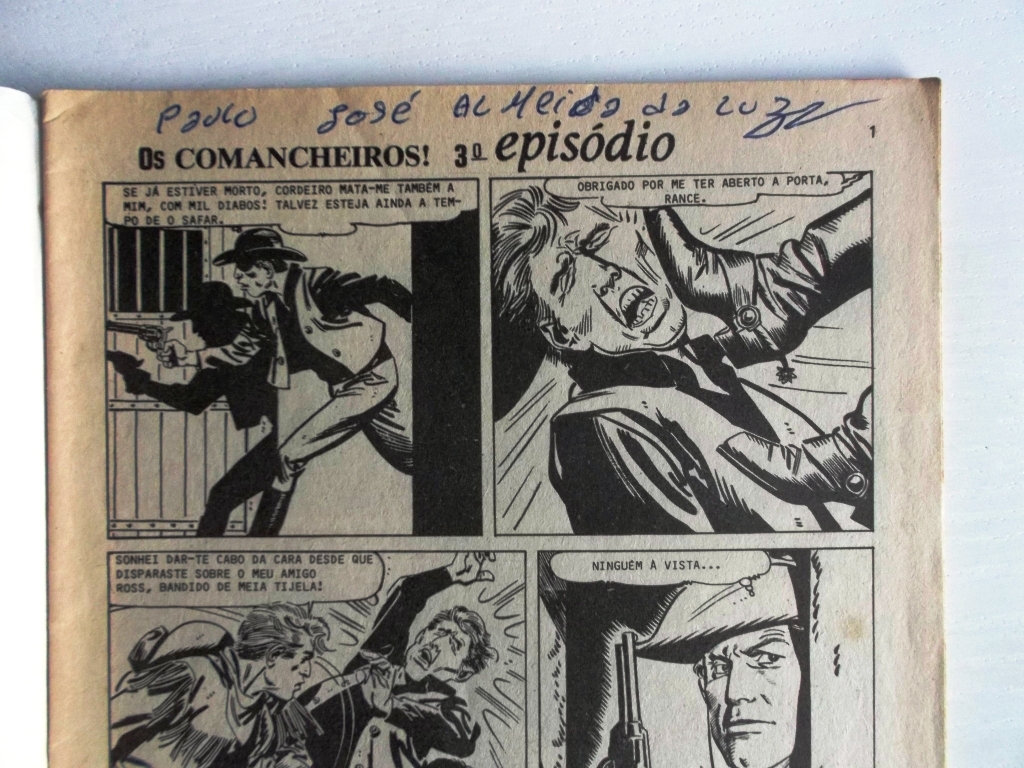 Paulo José Almeida da Luz
Os COMANCHEIROS! 3º episódio
1
SE JÁ ESTIVER MORTO, CORDEIRO MATA-ME TAMBÉM A
MIM, COM MIL DIABOS! TALVEZ ESTEJA AINDA A TEM-
PO DE O SAFAR.
OBRIGADO POR ME TER ABERTO A PORTA,
RANCE.
SONHEI DAR-TE CABO DA CARA DESDE QUE
DISPARASTE SOBRE O MEU AMIGO
ROSS, BANDIDO DE MEIA TIJELA!
NINGUÉM À VISTA...